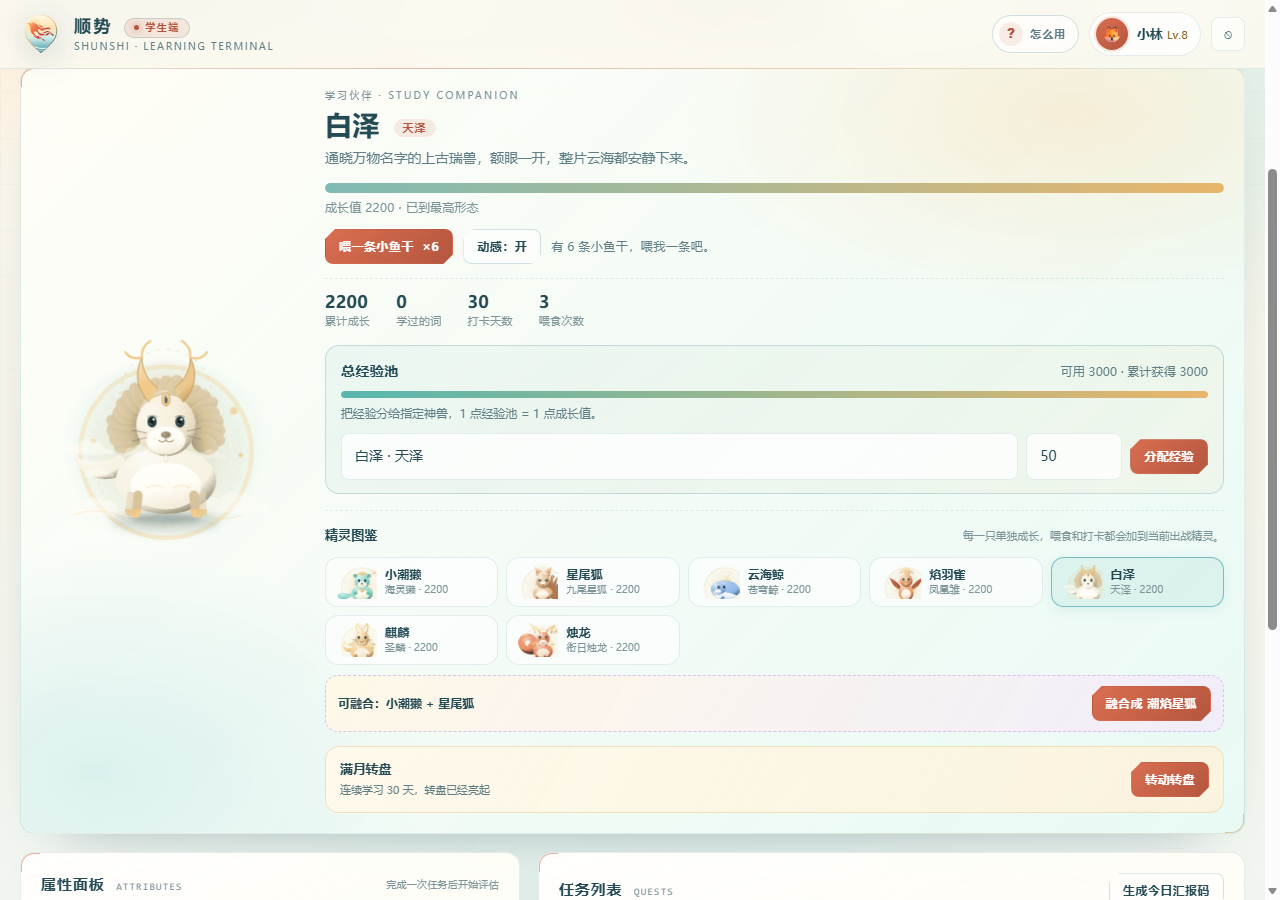 顺势 学生端
SHUNSHI · LEARNING TERMINAL
? 怎么用
小林 Lv.8
学习伙伴 · STUDY COMPANION
白泽 天泽
通晓万物名字的上古瑞兽，额眼一开，整片云海都安静下来。
成长值 2200 · 已到最高形态
喂一条小鱼干 ×6 动感：开 有 6 条小鱼干，喂我一条吧。
2200 0 30 3
累计成长 学过的词 打卡天数 喂食次数
总经验池 可用 3000 · 累计获得 3000
把经验分给指定神兽，1 点经验池 = 1 点成长值。
白泽 · 天泽 50 分配经验
精灵图鉴 每一只单独成长，喂食和打卡都会加到当前出战精灵。
小潮獭 星尾狐 云海鲸 焰羽雀 白泽
海灵獭 · 2200 九尾星狐 · 2200 苍穹鲸 · 2200 凤凰雏 · 2200 天泽 · 2200
麒麟 烛龙
圣麟 · 2200 衔日烛龙 · 2200
可融合：小潮獭 + 星尾狐 融合成 潮焰星狐
满月转盘
连续学习 30 天，转盘已经亮起 转动转盘
属性面板 ATTRIBUTES 完成一次任务后开始评估
任务列表 QUESTS 生成今日汇报码